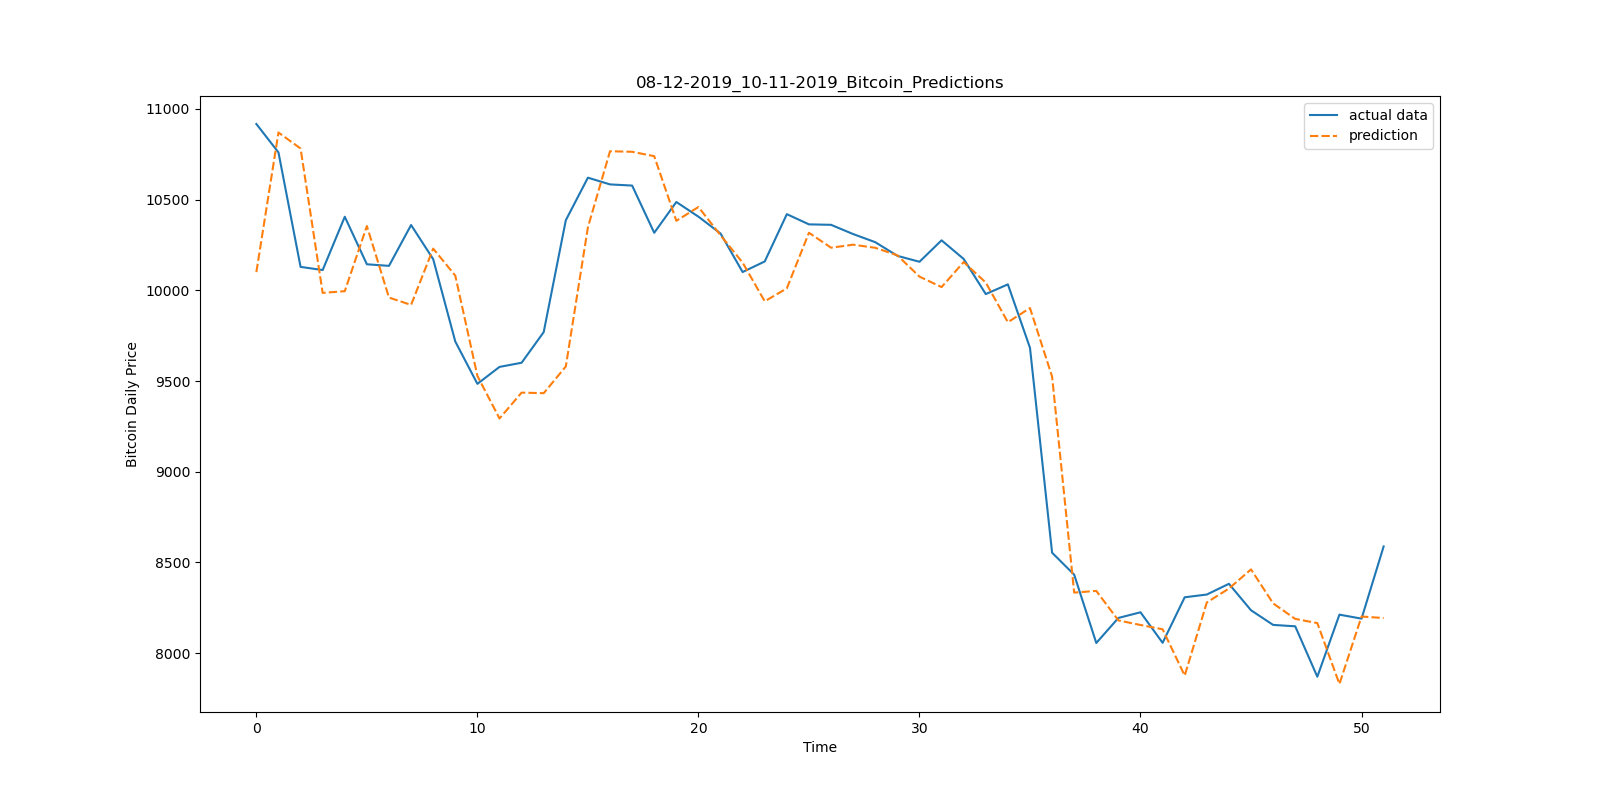 08-12-2019_10-11-2019_Bitcoin_Predictions
11000
10500
10000
9500
9000
8500
8000
Bitcoin Daily Price
actual data
prediction
0 10 20 30 40 50
Time